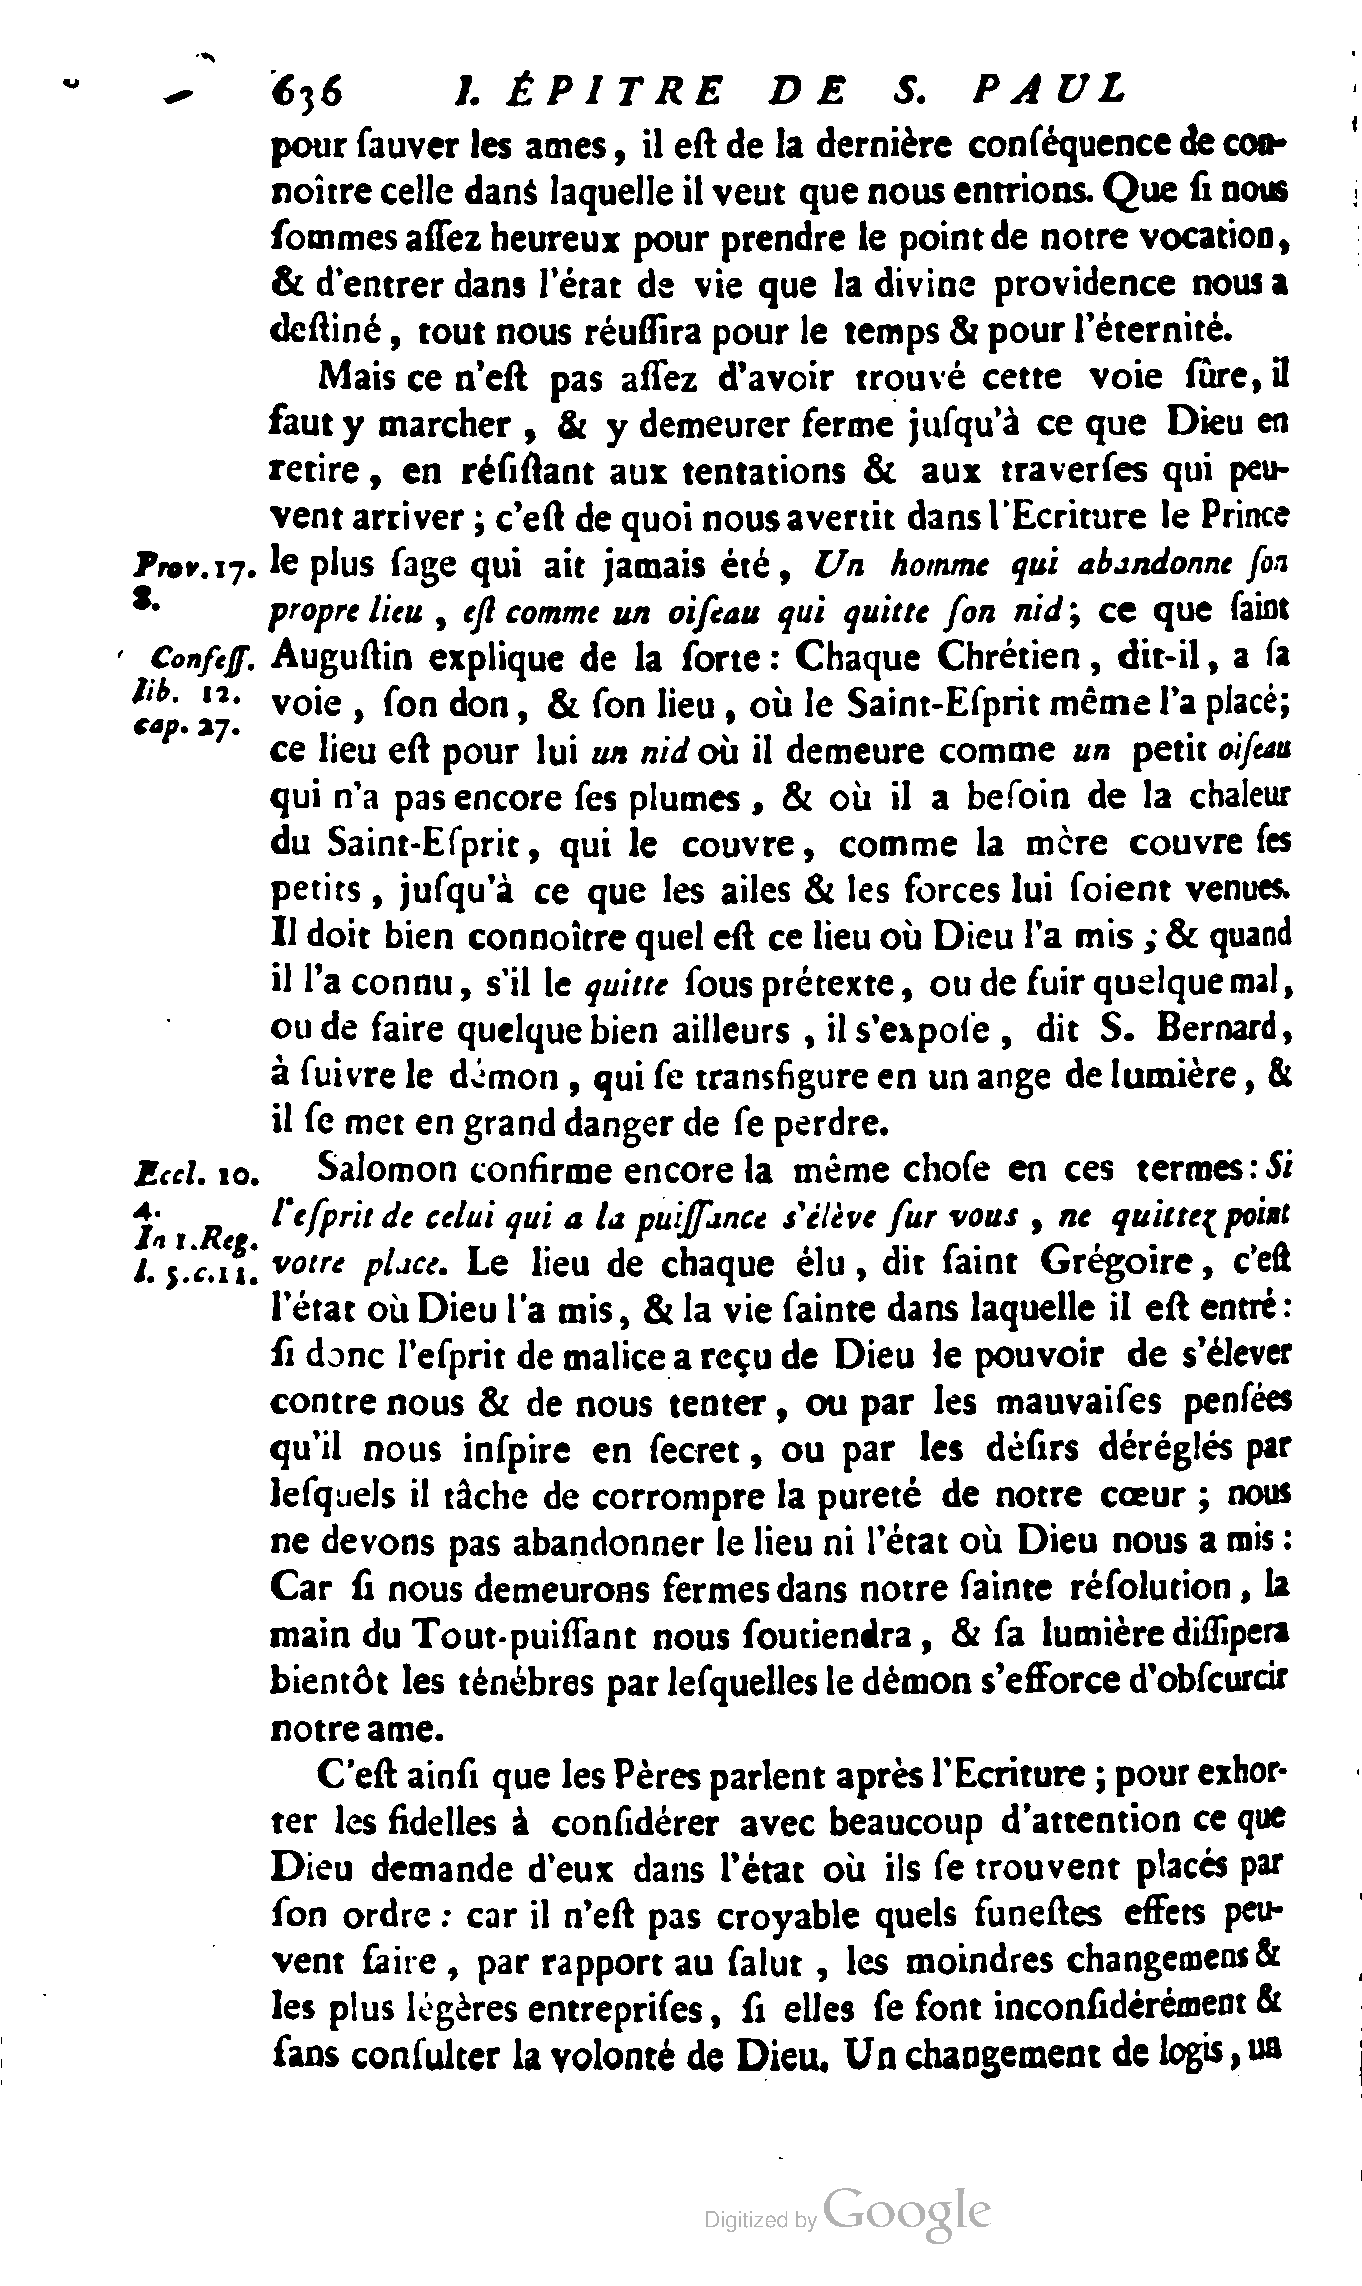 636 I. ÉPITRE DE S. PAUL
pour ſauver les ames, il eſt de la dernière conſéquence de con-
noître celle dans laquelle il veut que nous entrions. Que ſi nous
ſommes aſſez heureux pour prendre le point de notre vocation,
& d'entrer dans l'état de vie que la divine providence nous a
deſtiné, tout nous réuſſira pour le temps & pour l'éternité.
Mais ce n'eſt pas aſſez d'avoir trouvé cette voie ſûre, il
faut y marcher, & y demeurer ferme juſqu'à ce que Dieu en
retire, en réſiſtant aux tentations & aux traverſes qui peu-
vent arriver ; c'eſt de quoi nous avertit dans l'Ecriture le Prince
Prov. 17. le plus ſage qui ait jamais été, Un homme qui abandonne ſon
8. propre lieu, eſt comme un oiſeau qui quitte ſon nid; ce que ſaint
Confeſſ. Auguſtin explique de la ſorte : Chaque Chrétien, dit-il, a ſa
lib. 12. voie, ſon don, & ſon lieu, où le Saint-Eſprit même l'a placé;
cap. 27.
ce lieu eſt pour lui un nid où il demeure comme un petit oiſeau
qui n'a pas encore ſes plumes, & où il a beſoin de la chaleur
du Saint-Eſprit, qui le couvre, comme la mère couvre ſes
petits, juſqu'à ce que les ailes & les forces lui ſoient venues.
Il doit bien connoître quel eſt ce lieu où Dieu l'a mis ; & quand
il l'a connu, s'il le quitte ſous prétexte, ou de fuir quelque mal,
ou de faire quelque bien ailleurs, il s'expoſe, dit S. Bernard,
à ſuivre le démon, qui ſe transfigure en un ange de lumière, &
il ſe met en grand danger de ſe perdre.
Eccl. 10. Salomon confirme encore la même choſe en ces termes : Si
4. l'eſprit de celui qui a la puiſſance s'élève ſur vous, ne quittez point
In 1. Reg.
l. 5. c. 11. votre place. Le lieu de chaque élu, dit ſaint Grégoire, c'eſt
l'état où Dieu l'a mis, & la vie ſainte dans laquelle il eſt entré :
ſi donc l'eſprit de malice a reçu de Dieu le pouvoir de s'élever
contre nous & de nous tenter, ou par les mauvaiſes penſées
qu'il nous inſpire en ſecret, ou par les déſirs déréglés par
leſquels il tâche de corrompre la pureté de notre cœur ; nous
ne devons pas abandonner le lieu ni l'état où Dieu nous a mis :
Car ſi nous demeurons fermes dans notre ſainte réſolution, la
main du Tout-puiſſant nous ſoutiendra, & ſa lumière diſſipera
bientôt les ténébres par leſquelles le démon s'efforce d'obſcurcir
notre ame.
C'eſt ainſi que les Pères parlent après l'Ecriture ; pour exhor-
ter les fidelles à conſidérer avec beaucoup d'attention ce que
Dieu demande d'eux dans l'état où ils ſe trouvent placés par
ſon ordre : car il n'eſt pas croyable quels funeſtes effets peu-
vent faire, par rapport au ſalut, les moindres changemens &
les plus légères entrepriſes, ſi elles ſe font inconſidérément &
ſans conſulter la volonté de Dieu. Un changement de logis, un
Digitized by Google